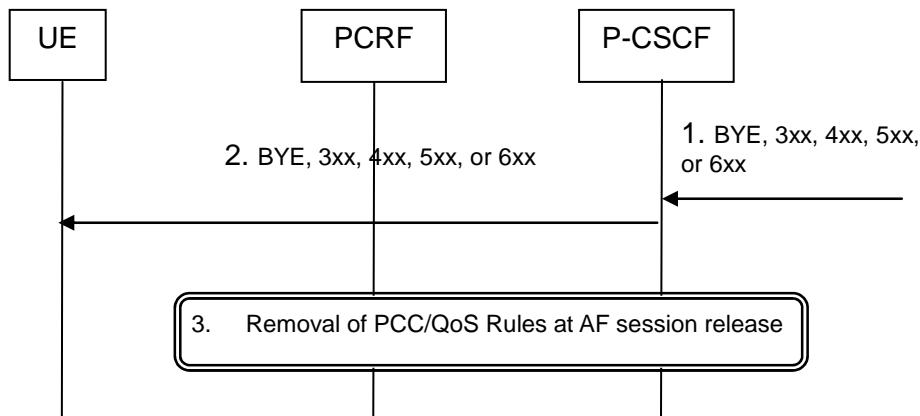 UE
PCRF
P-CSCF
1. BYE, 3xx, 4xx, 5xx,
or 6xx
2. BYE, 3xx, 4xx, 5xx, or 6xx
3. Removal of PCC/QoS Rules at AF session release